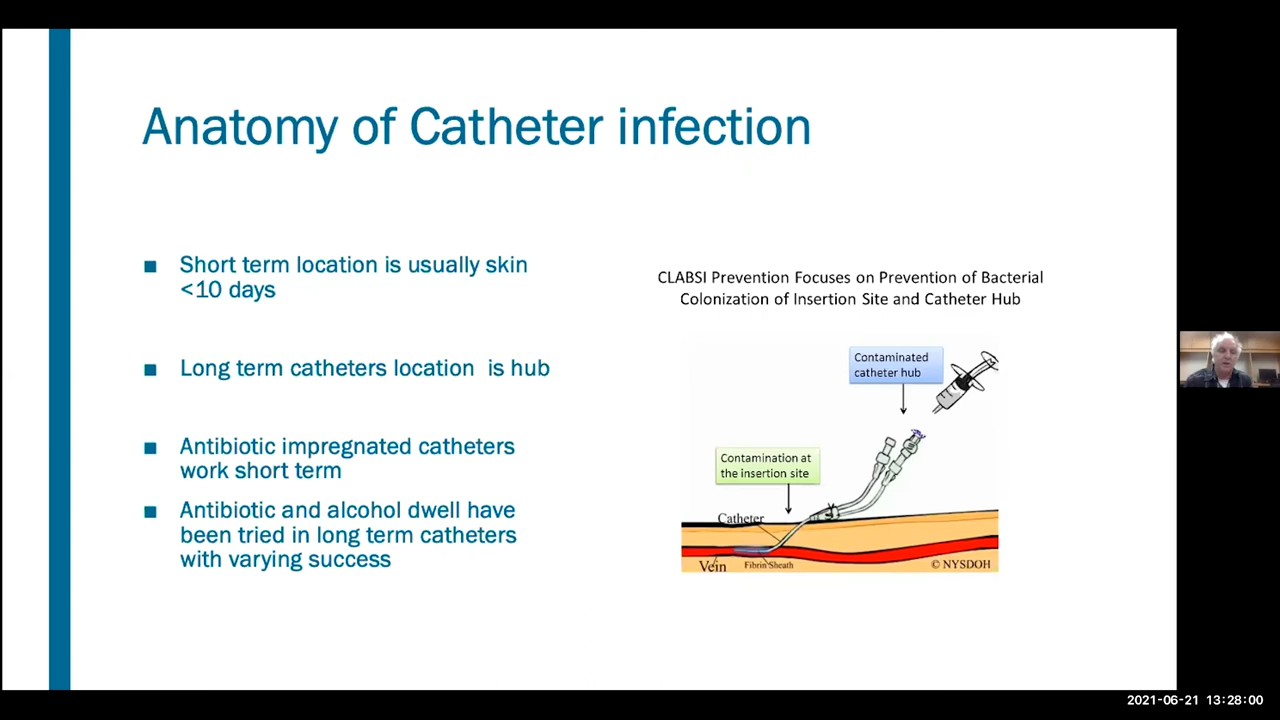 Anatomy of Catheter infection
■ Short term location is usually skin
<10 days
■ Long term catheters location is hub
■ Antibiotic impregnated catheters
work short term
■ Antibiotic and alcohol dwell have
been tried in long term catheters
with varying success
CLABSI Prevention Focuses on Prevention of Bacterial
Colonization of Insertion Site and Catheter Hub
Contaminated
catheter hub
Contamination at
the insertion site
Catheter
Vein
Fibrin Sheath
© NYSDOH
2021-06-21 13:28:00